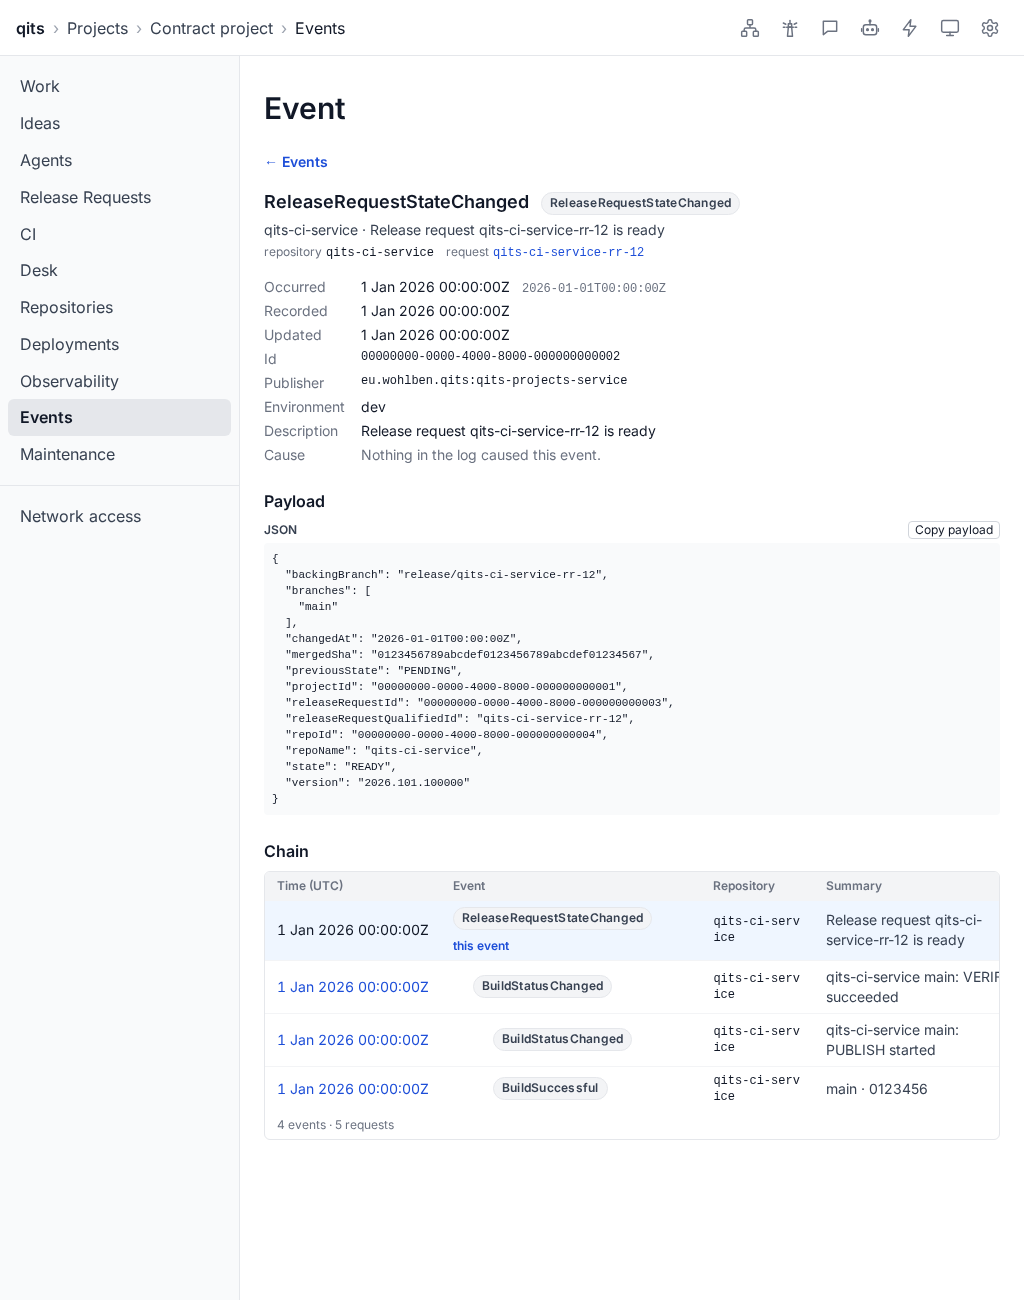 qits › Projects › Contract project › Events
Work
Ideas
Agents
Release Requests
CI
Desk
Repositories
Deployments
Observability
Events
Maintenance
Network access
Event
← Events
ReleaseRequestStateChanged ReleaseRequestStateChanged
qits-ci-service · Release request qits-ci-service-rr-12 is ready
repository qits-ci-service request qits-ci-service-rr-12
Occurred 1 Jan 2026 00:00:00Z 2026-01-01T00:00:00Z
Recorded 1 Jan 2026 00:00:00Z
Updated 1 Jan 2026 00:00:00Z
Id 00000000-0000-4000-8000-000000000002
Publisher eu.wohlben.qits:qits-projects-service
Environment dev
Description Release request qits-ci-service-rr-12 is ready
Cause Nothing in the log caused this event.
Payload
JSON Copy payload
{
  "backingBranch": "release/qits-ci-service-rr-12",
  "branches": [
    "main"
  ],
  "changedAt": "2026-01-01T00:00:00Z",
  "mergedSha": "0123456789abcdef0123456789abcdef01234567",
  "previousState": "PENDING",
  "projectId": "00000000-0000-4000-8000-000000000001",
  "releaseRequestId": "00000000-0000-4000-8000-000000000003",
  "releaseRequestQualifiedId": "qits-ci-service-rr-12",
  "repoId": "00000000-0000-4000-8000-000000000004",
  "repoName": "qits-ci-service",
  "state": "READY",
  "version": "2026.101.100000"
}
Chain
Time (UTC) Event Repository Summary
1 Jan 2026 00:00:00Z ReleaseRequestStateChanged qits-ci-serv Release request qits-ci-
this event ice service-rr-12 is ready
1 Jan 2026 00:00:00Z BuildStatusChanged qits-ci-serv qits-ci-service main:
ice succeeded
1 Jan 2026 00:00:00Z BuildStatusChanged qits-ci-serv qits-ci-service main:
ice PUBLISH started
1 Jan 2026 00:00:00Z BuildSuccessful qits-ci-serv main · 0123456
ice
4 events · 5 requests